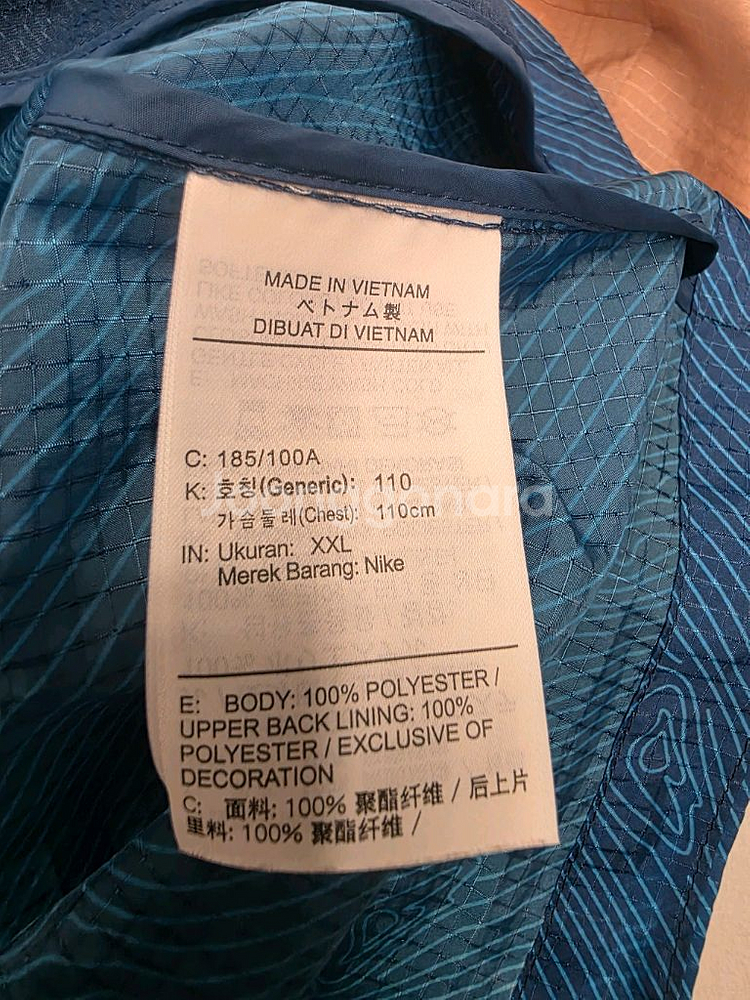 MADE IN VIETNAM
ベトナム製
DIBUAT DI VIETNAM
C: 185/100A
K: 호칭(Generic): 110
가슴둘레(Chest): 110cm
IN: Ukuran: XXL
Merek Barang: Nike
E: BODY: 100% POLYESTER /
UPPER BACK LINING: 100%
POLYESTER / EXCLUSIVE OF
DECORATION
C: 面料: 100% 聚酯纤维 / 后上片
里料: 100% 聚酯纤维 /